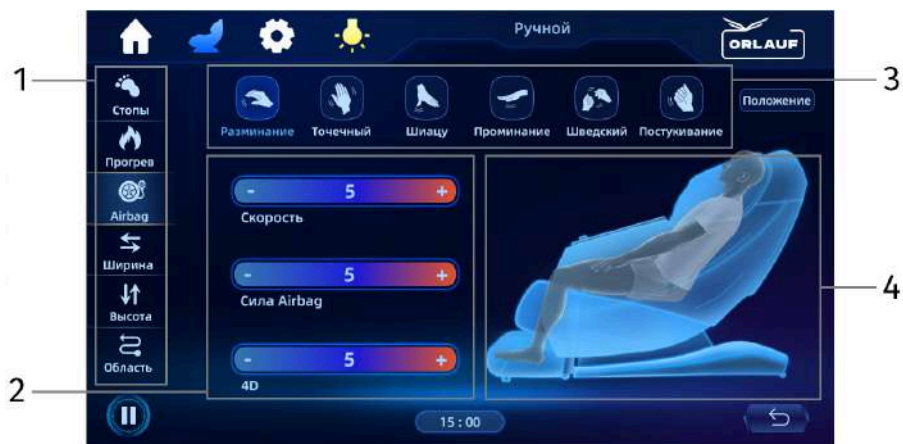 Ручной
ORLAUF
1
3
Стопы
Прогрев
Airbag
Ширина
Высота
Область
Разминание Точечный Шиацу Проминание Шведский Постукивание
Положение
- 5 +
Скорость
- 5 +
Сила Airbag
- 5 +
4D
4
2
15 : 00